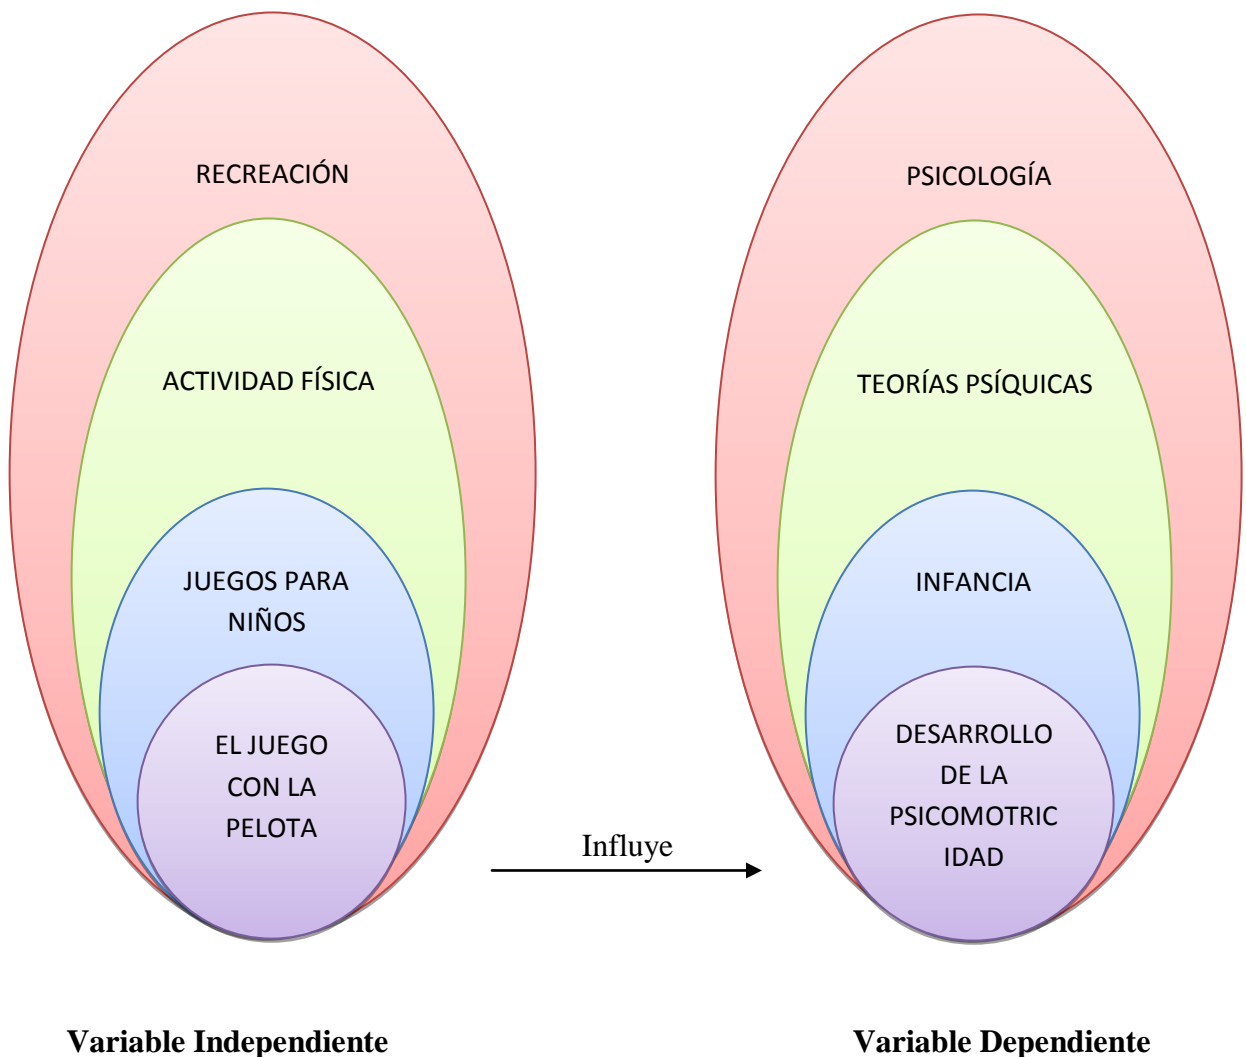 RECREACIÓN
ACTIVIDAD FÍSICA
JUEGOS PARA
NIÑOS
EL JUEGO
CON LA
PELOTA
Influye
PSICOLOGÍA
TEORÍAS PSÍQUICAS
INFANCIA
DESARROLLO
DE LA
PSICOMOTRIC
IDAD
Variable Independiente
Variable Dependiente